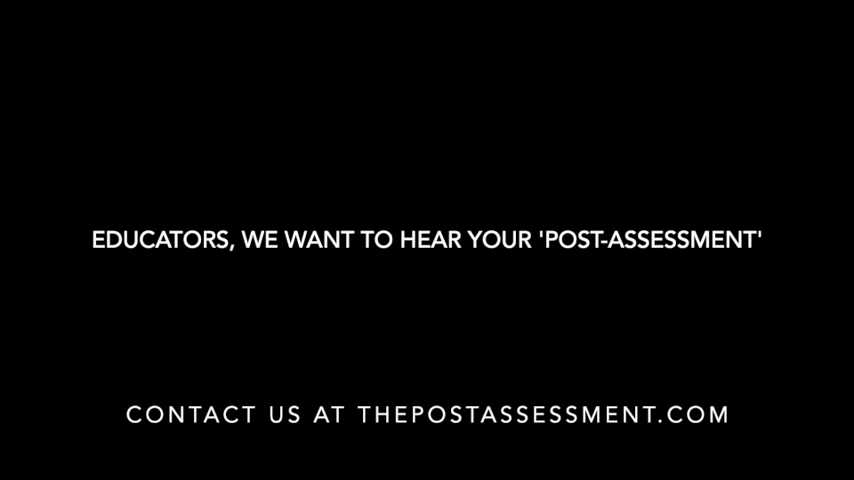 EDUCATORS, WE WANT TO HEAR YOUR 'POST-ASSESSMENT'
CONTACT US AT THEPOSTASSESSMENT.COM